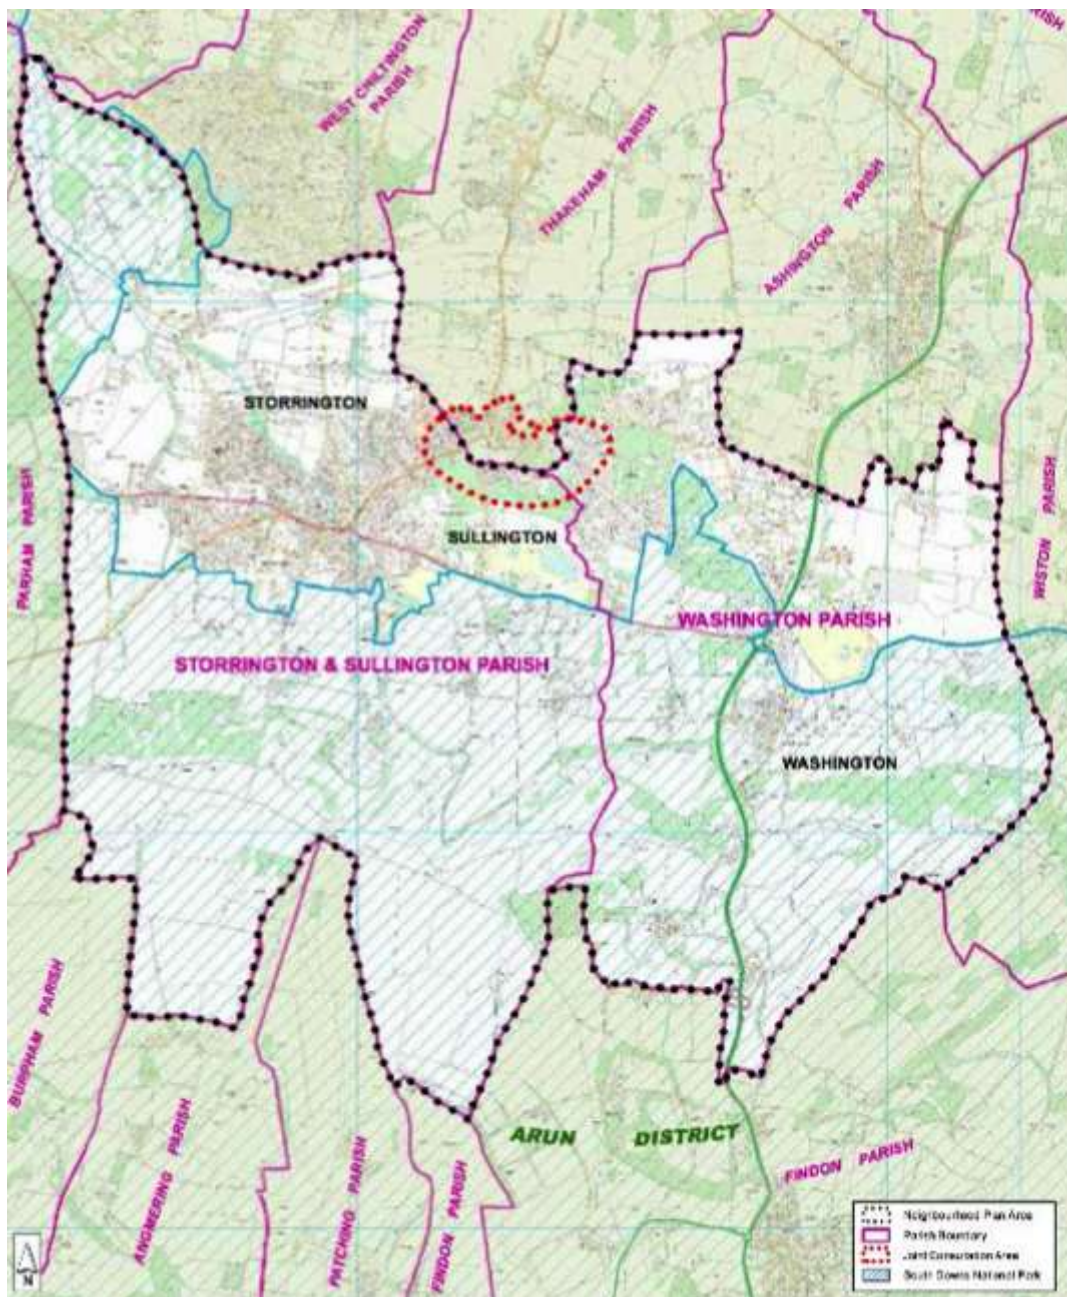 WEST CHILTINGTON
PARISH
THAKEHAM PARISH
ASHINGTON PARISH
STORRINGTON
SULLINGTON
PARHAM PARISH
WISTON PARISH
WASHINGTON PARISH
STORRINGTON & SULLINGTON PARISH
WASHINGTON
BURPHAM PARISH
ANGMERING PARISH
PATCHING PARISH
FINDON PARISH
ARUN DISTRICT
FINDON PARISH
Neighbourhood Plan Area
Parish Boundary
Joint Consultation Area
South Downs National Park
N